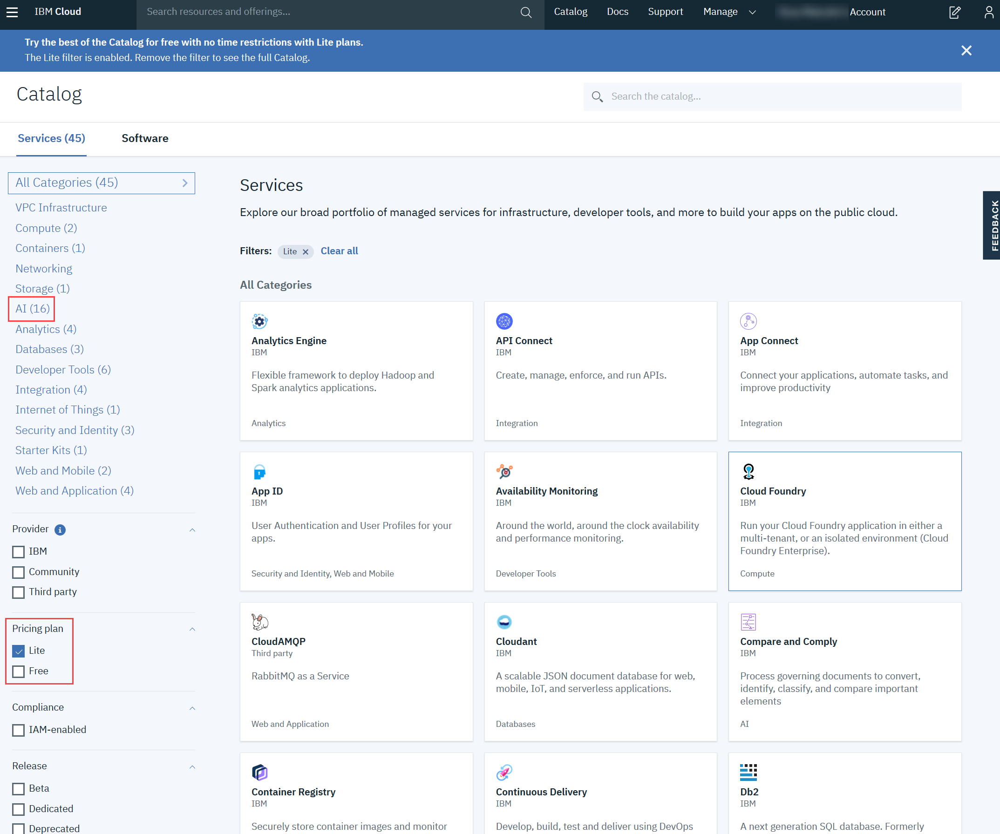 IBM Cloud
Search resources and offerings...
Catalog
Docs
Support
Manage
Account
Try the best of the Catalog for free with no time restrictions with Lite plans.
The Lite filter is enabled. Remove the filter to see the full Catalog.
Catalog
Search the catalog...
Services (45)
Software
All Categories (45)
VPC Infrastructure
Compute (2)
Containers (1)
Networking
Storage (1)
AI (16)
Analytics (4)
Databases (3)
Developer Tools (6)
Integration (4)
Internet of Things (1)
Security and Identity (3)
Starter Kits (1)
Web and Mobile (2)
Web and Application (4)
Provider
IBM
Community
Third party
Pricing plan
Lite
Free
Compliance
IAM-enabled
Release
Beta
Dedicated
Deprecated
Services
Explore our broad portfolio of managed services for infrastructure, developer tools, and more to build your apps on the public cloud.
Filters:
Lite
Clear all
All Categories
Analytics Engine
IBM
Flexible framework to deploy Hadoop and
Spark analytics applications.
Analytics
API Connect
IBM
Create, manage, enforce, and run APIs.
Integration
App Connect
IBM
Connect your applications, automate tasks, and
improve productivity
Integration
App ID
IBM
User Authentication and User Profiles for your
apps.
Security and Identity, Web and Mobile
Availability Monitoring
IBM
Around the world, around the clock availability
and performance monitoring.
Developer Tools
Cloud Foundry
IBM
Run your Cloud Foundry application in either a
multi-tenant, or an isolated environment (Cloud
Foundry Enterprise).
Compute
CloudAMQP
Third party
RabbitMQ as a Service
Web and Application
Cloudant
IBM
A scalable JSON document database for web,
mobile, IoT, and serverless applications.
Databases
Compare and Comply
IBM
Process governing documents to convert,
identify, classify, and compare important
elements
AI
Container Registry
IBM
Securely store container images and monitor
Continuous Delivery
IBM
Develop, build, test and deliver using DevOps
Db2
IBM
A next generation SQL database. Formerly
FEEDBACK